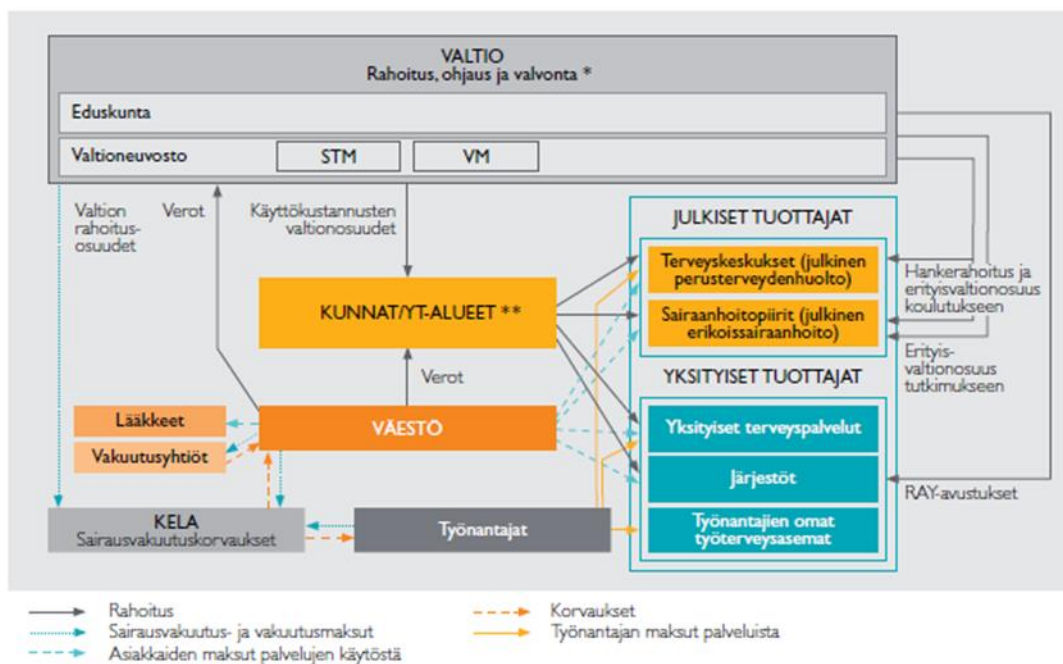 VALTIO
Rahoitus, ohjaus ja valvonta *
Eduskunta
Valtioneuvosto
STM
VM
Valtion
rahoitus-
osuudet
Verot
Käyttökustannusten
valtionosuudet
JULKISET TUOTTAJAT
Terveyskeskukset (julkinen
perusterveydenhuolto)
Sairaanhoitopiirit (julkinen
erikoissairaanhoito)
Hankerahoitus ja
erityisvaltionosuus
koulutukseen
Erityis-
valtionosuus
tutkimukseen
KUNNAT/YT-ALUEET **
Verot
YKSITYISET TUOTTAJAT
Lääkkeet
Vakuutusyhtiöt
VÄESTÖ
Yksityiset terveyspalvelut
Järjestöt
RAY-avustukset
KELA
Sairausvakuutuskorvaukset
Työnantajat
Työnantajien omat
työterveysasemat
Rahoitus
Sairausvakuutus- ja vakuutusmaksut
Asiakkaiden maksut palvelujen käytöstä
Korvaukset
Työnantajan maksut palveluista